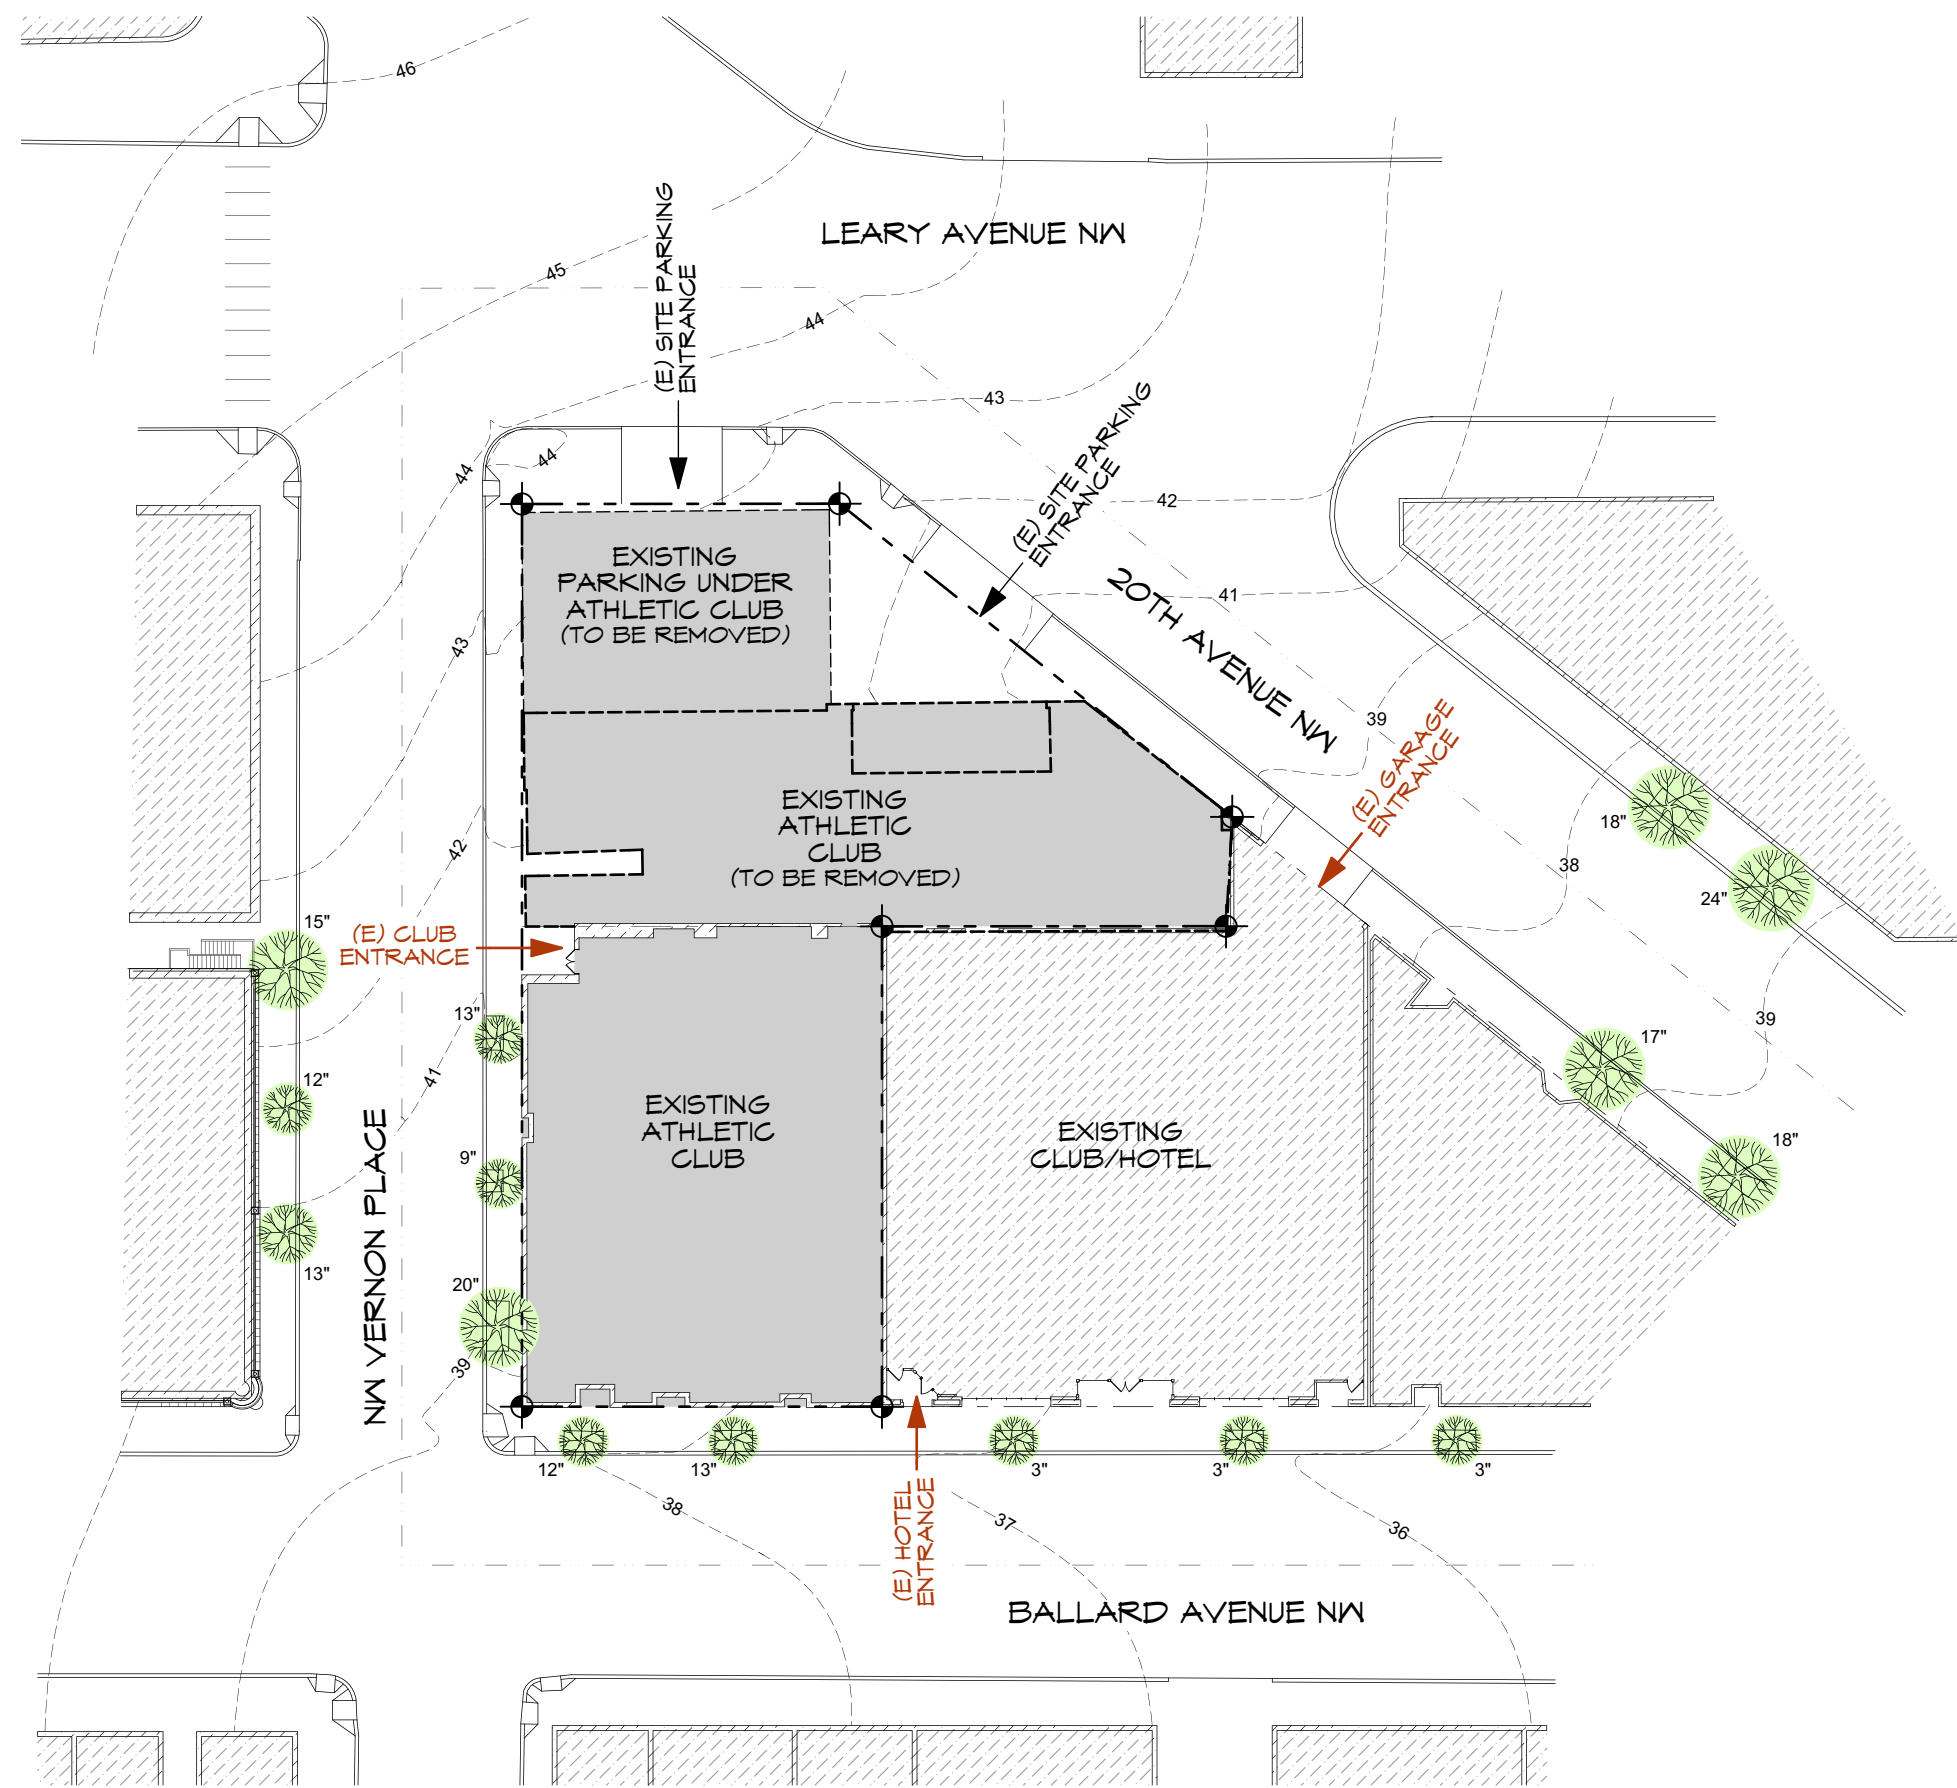 46
LEARY AVENUE NW
(E) SITE PARKING
ENTRANCE
45
44
43
(E) SITE PARKING
ENTRANCE
44
44
42
EXISTING
PARKING UNDER
ATHLETIC CLUB
(TO BE REMOVED)
41
20TH AVENUE NW
43
39
(E) GARAGE
ENTRANCE
EXISTING
ATHLETIC
CLUB
(TO BE REMOVED)
42
18"
38
24"
15"
(E) CLUB
ENTRANCE
13"
39
17"
41
12"
EXISTING
ATHLETIC
CLUB
EXISTING
CLUB/HOTEL
9"
18"
NW VERNON PLACE
13"
20"
39
12"
13"
3"
3"
3"
38
37
36
(E) HOTEL
ENTRANCE
BALLARD AVENUE NW